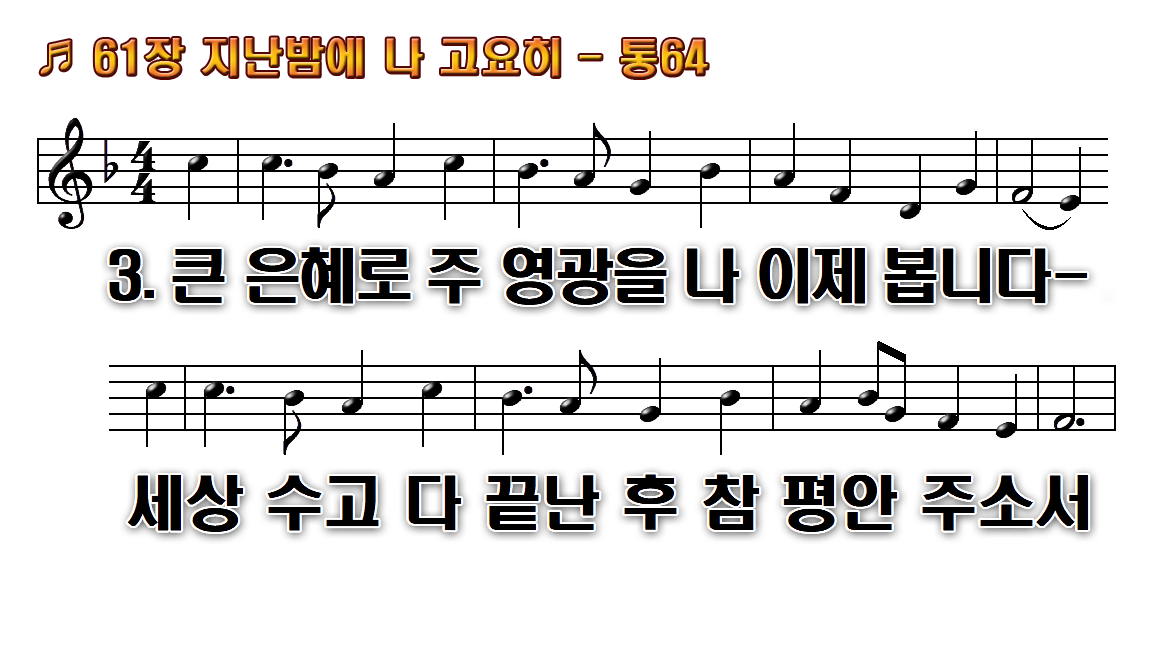 ♬ 61장 지난밤에 나 고요히 - 통64
4
4
3. 큰 은혜로 주 영광을 나 이제 봅니다-
세상 수고 다 끝난 후 참 평안 주소서